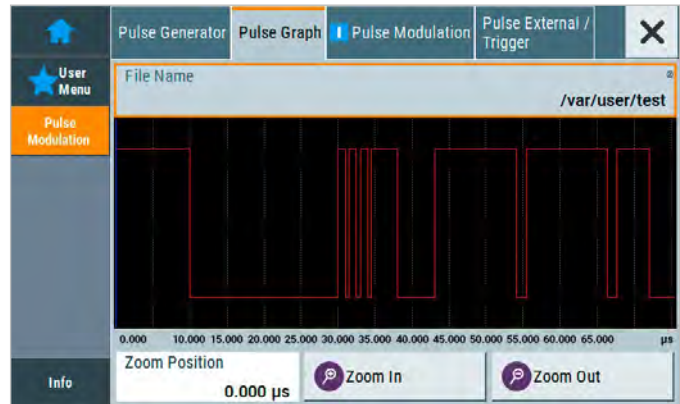 Pulse Generator
Pulse Graph
Pulse Modulation
Pulse External /
Trigger
User
Menu
File Name
/var/user/test
Pulse
Modulation
0.000 10.000 15.000 20.000 25.000 30.000 35.000 40.000 45.000 50.000 55.000 60.000 65.000 µs
Info
Zoom Position
0.000 µs
Zoom In
Zoom Out